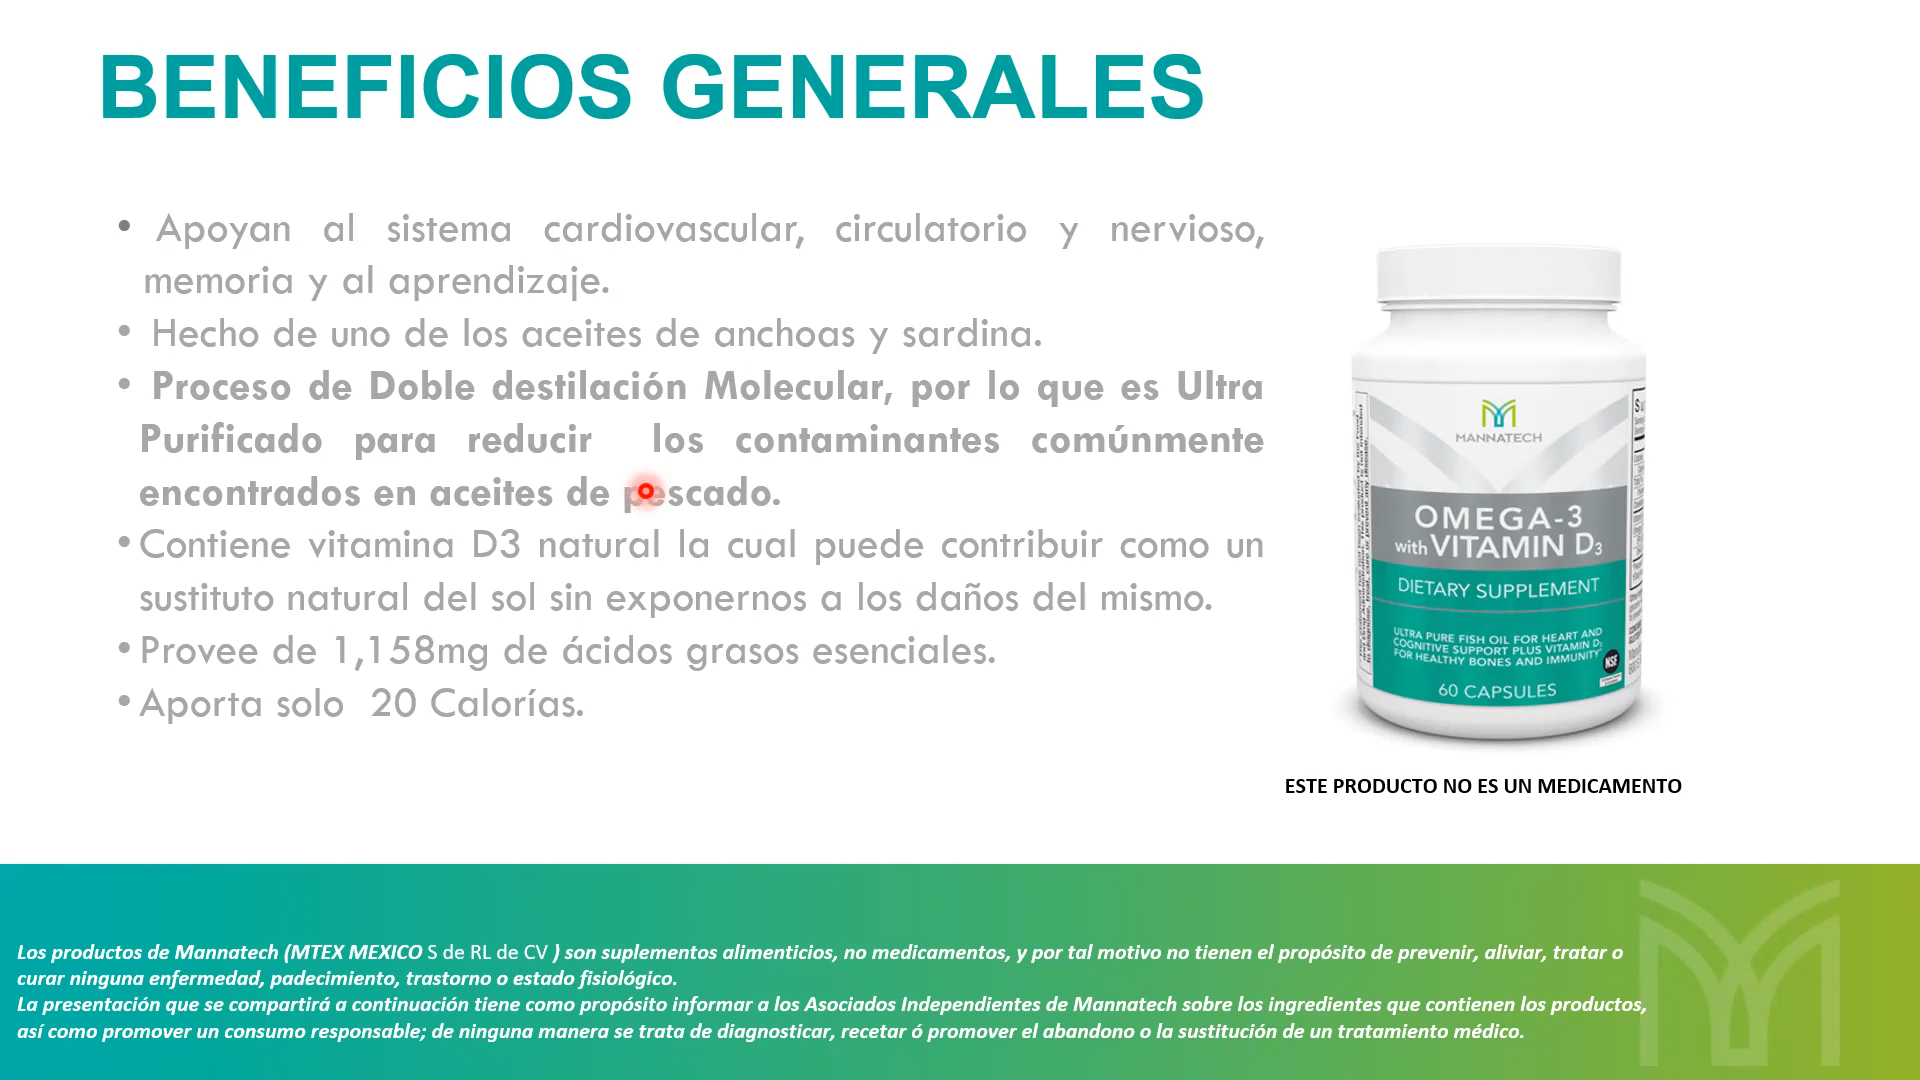 BENEFICIOS GENERALES
• Apoyan al sistema cardiovascular, circulatorio y nervioso,
memoria y al aprendizaje.
• Hecho de uno de los aceites de anchoas y sardina.
• Proceso de Doble destilación Molecular, por lo que es Ultra
Purificado para reducir los contaminantes comúnmente
encontrados en aceites de pescado.
• Contiene vitamina D3 natural la cual puede contribuir como un
sustituto natural del sol sin exponernos a los daños del mismo.
• Provee de 1,158mg de ácidos grasos esenciales.
• Aporta solo 20 Calorías.
MANNATECH
OMEGA-3
with VITAMIN D3
DIETARY SUPPLEMENT
ULTRA PURE FISH OIL FOR HEART AND
COGNITIVE SUPPORT PLUS VITAMIN D3
FOR HEALTHY BONES AND IMMUNITY*
NSF
60 CAPSULES
ESTE PRODUCTO NO ES UN MEDICAMENTO
Los productos de Mannatech (MTEX MEXICO S de RL de CV ) son suplementos alimenticios, no medicamentos, y por tal motivo no tienen el propósito de prevenir, aliviar, tratar o
curar ninguna enfermedad, padecimiento, trastorno o estado fisiológico.
La presentación que se compartirá a continuación tiene como propósito informar a los Asociados Independientes de Mannatech sobre los ingredientes que contienen los productos,
así como promover un consumo responsable; de ninguna manera se trata de diagnosticar, recetar ó promover el abandono o la sustitución de un tratamiento médico.